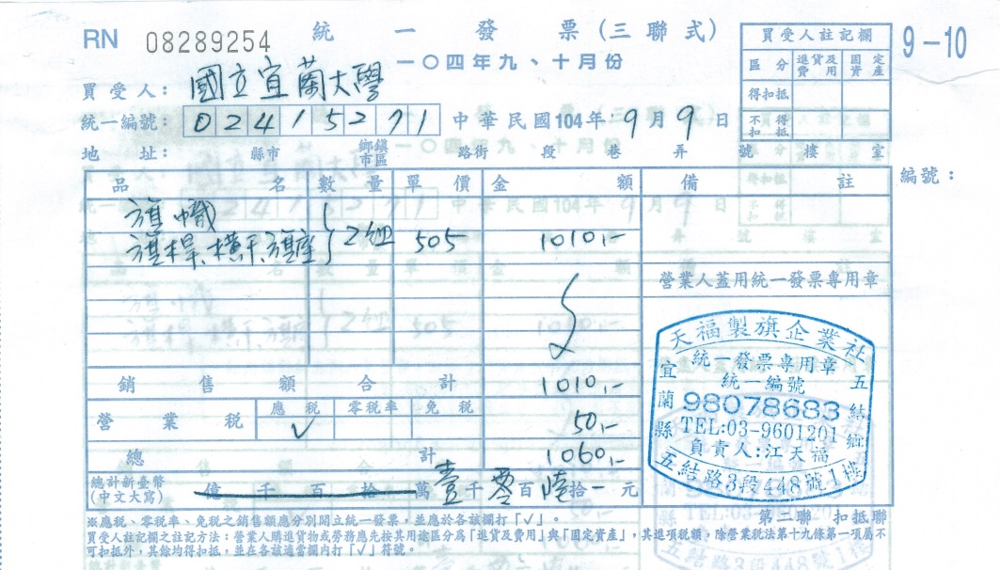 RN 08289254 統一發票(三聯式)
一〇四年九、十月份
9-10
買受人註記欄
區分 進貨及費用 固定資產
得扣抵
不得扣抵
買受人: 國立宜蘭大學
統一編號: 02415271 中華民國104年9月9日
地址: 縣市 鄉鎮市區 路街 段 巷 弄 號 樓 室
編號:
品名 數量 單價 金額 備註
旗幟
旗桿、橫干、旗座 2組 505 1010,-
營業人蓋用統一發票專用章
銷售額合計 1010,-
營業稅 應稅 零稅率 免稅
√ 50,-
總計 1060,-
總計新臺幣
(中文大寫) 億千百拾萬壹千零百陸拾 元
天福製旗企業社
統一發票專用章
統一編號
98078683
TEL:03-9601201
負責人:江天福
宜蘭縣五結鄉
五結路3段448號1樓
第二聯 扣抵聯
※應稅、零稅率、免稅之銷售額應分別開立統一發票,並應於各該欄打「√」。
買受人註記欄之註記方法:營業人購進貨物或勞務應先按其用途區分為「進貨及費用」與「固定資產」,其進項稅額,除營業稅法第十九條第一項屬不
可扣抵外,其餘均得扣抵,並在各該適當欄內打「√」符號。